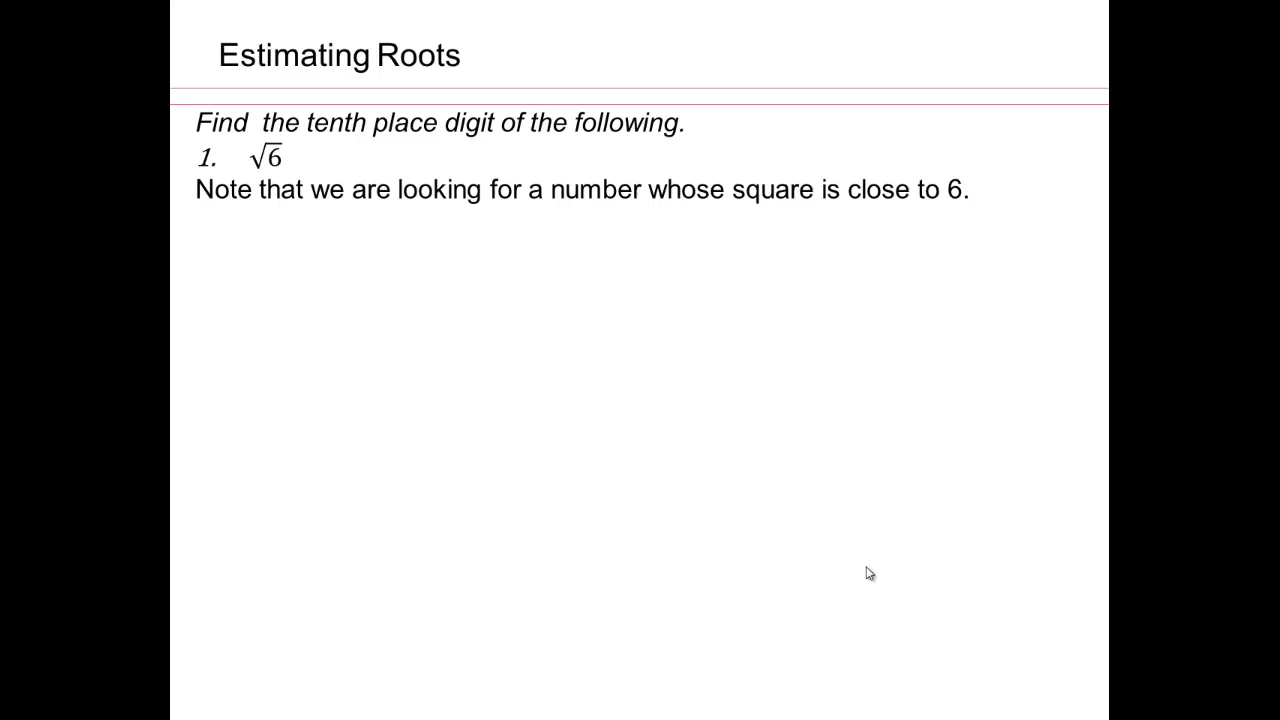 Estimating Roots
Find the tenth place digit of the following.
1. √6
Note that we are looking for a number whose square is close to 6.